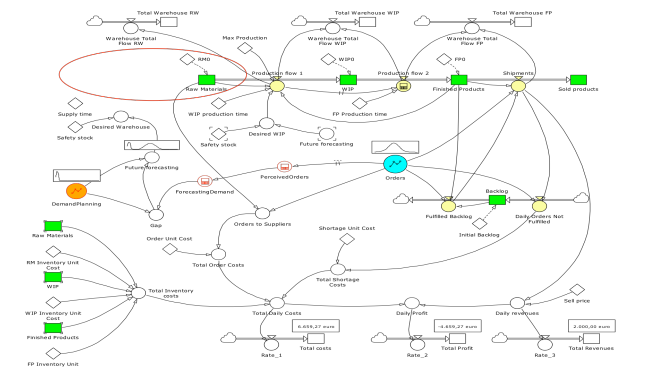 Total Warehouse RW
Total Warehouse WIP
Total Warehouse FP
Warehouse Total
Flow RW
Max Production
Warehouse Total
Flow WIP
Warehouse Total
Flow FP
RM0
WIP0
FP0
Production flow 1
Production flow 2
Shipments
Raw Materials
WIP
Finished Products
Sold products
Supply time
WIP production time
FP Production time
Desired Warehouse
Safety stock
Desired WIP
Safety stock
Future forecasting
Future forecasting
PerceivedOrders
Orders
ForecastingDemand
DemandPlanning
Backlog
Gap
Orders to Suppliers
Fulfilled Backlog
Daily Orders Not
Fulfilled
Initial Backlog
Raw Materials
Order Unit Cost
Shortage Unit Cost
RM Inventory Unit
Cost
Total Order Costs
WIP
Total Shortage
Costs
Total Inventory
costs
Sell price
WIP Inventory Unit
Cost
Total Daily Costs
Daily Profit
Daily revenues
Finished Products
6.659,27 euro
-4.659,27 euro
2.000,00 euro
FP Inventory Unit
Total costs
Total Profit
Total Revenues
Rate_1
Rate_2
Rate_3